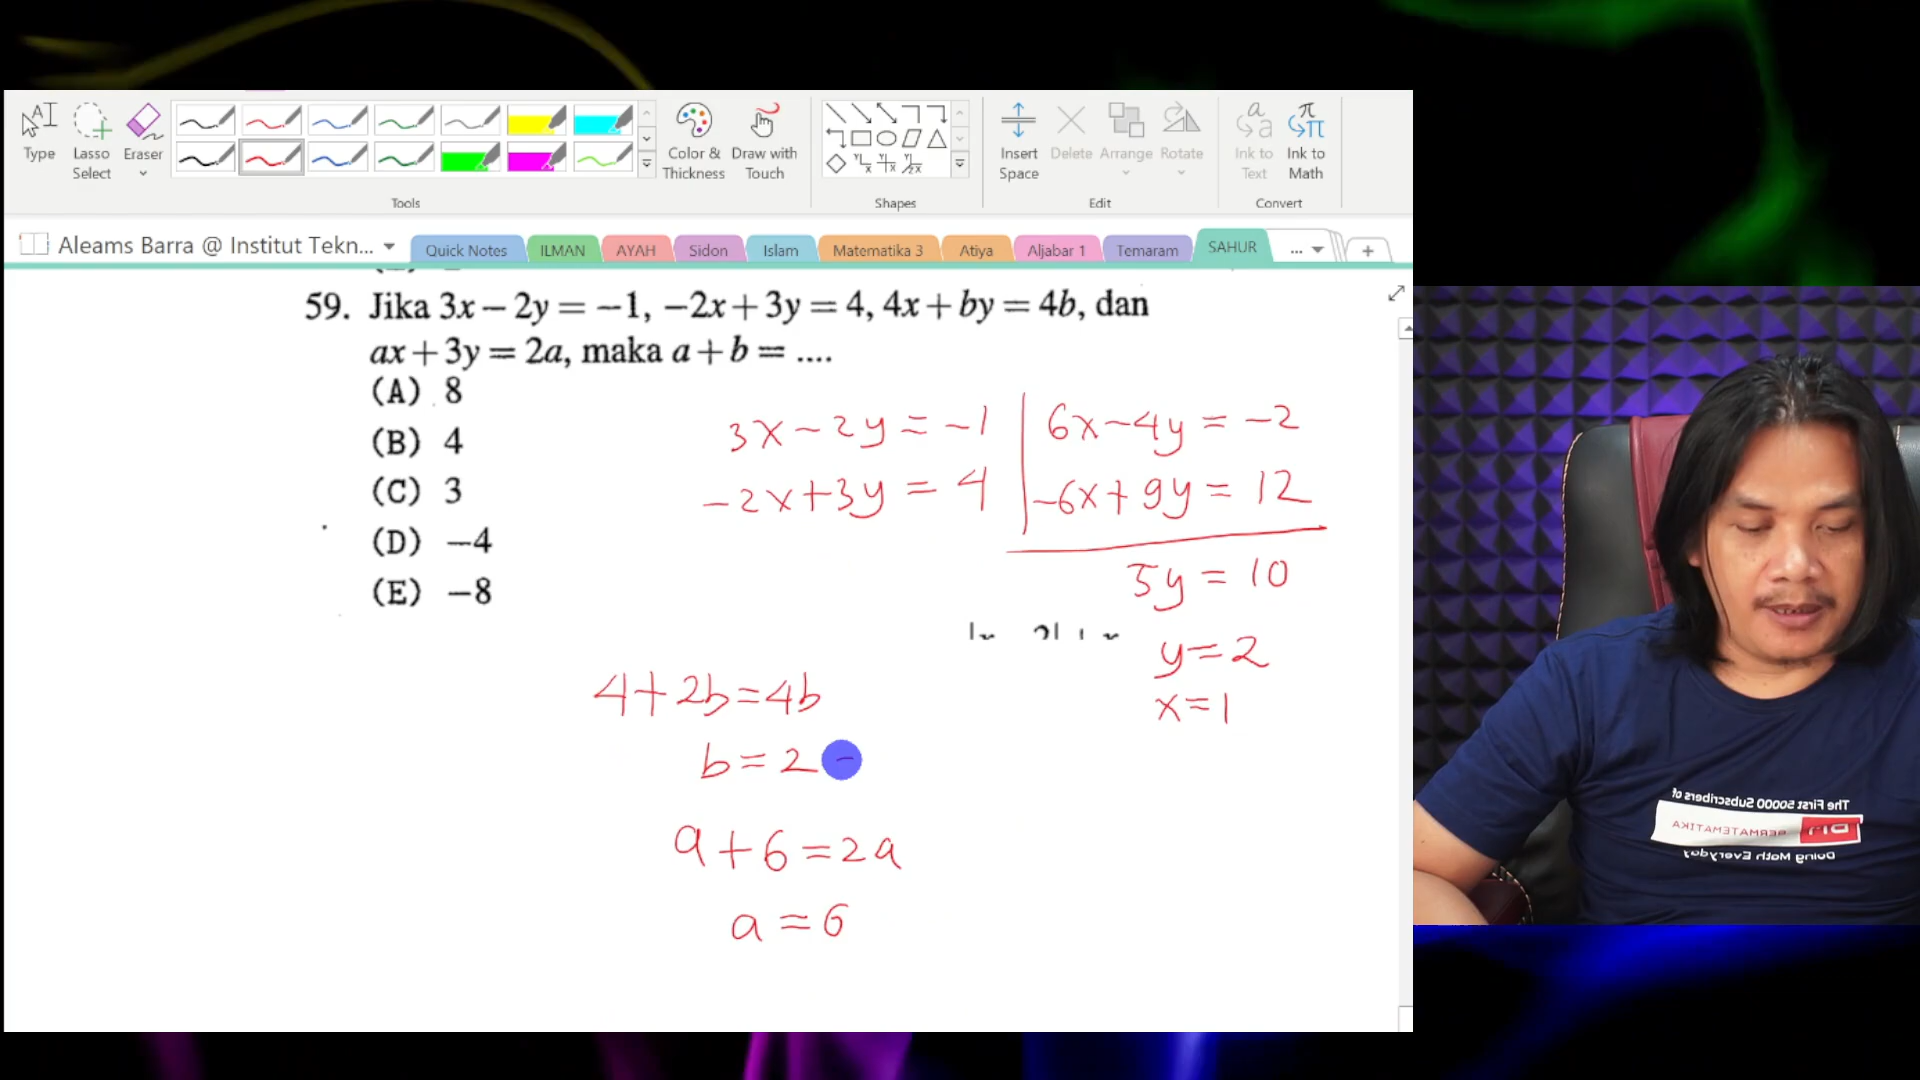 Type
Lasso Select
Eraser
Color & Thickness
Draw with Touch
Insert Space
Delete
Arrange
Rotate
Ink to Text
Ink to Math
Tools
Shapes
Edit
Convert
Aleams Barra @ Institut Tekn...
Quick Notes
ILMAN
AYAH
Sidon
Islam
Matematika 3
Atiya
Aljabar 1
Temaram
SAHUR
...
59. Jika 3x − 2y = −1, −2x + 3y = 4, 4x + by = 4b, dan
ax + 3y = 2a, maka a + b = ....
(A) 8
(B) 4
(C) 3
(D) −4
(E) −8
3x − 2y = −1 | 6x − 4y = −2
−2x + 3y = 4 | −6x + 9y = 12
5y = 10
y = 2
x = 1
4 + 2b = 4b
b = 2
a + 6 = 2a
a = 6
The First 50000 Subscribers of
DM BERMATEMATIKA
Doing Math Everyday